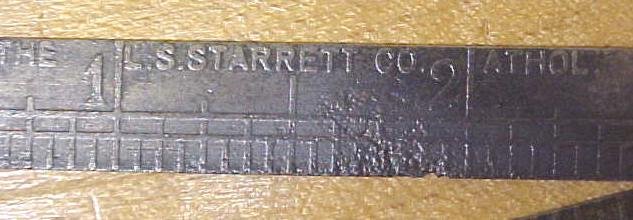 THE 1 L.S.STARRETT CO. 2 ATHOL.